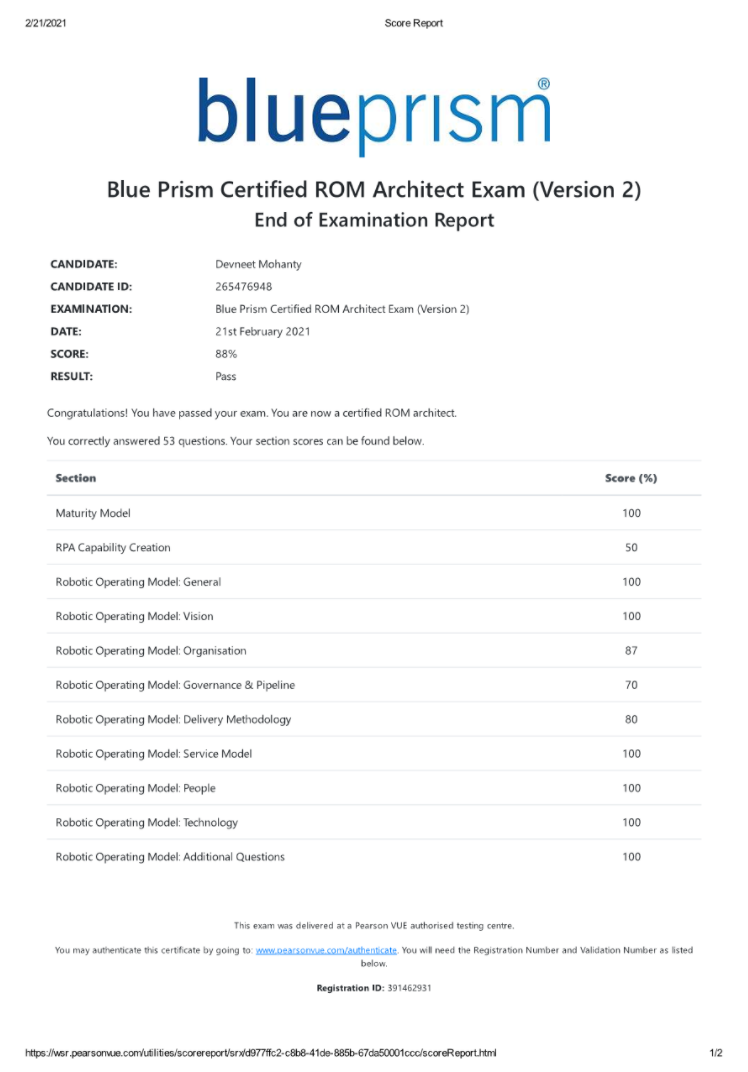 2/21/2021 Score Report
blueprism®
Blue Prism Certified ROM Architect Exam (Version 2)
End of Examination Report
CANDIDATE: Devneet Mohanty
CANDIDATE ID: 265476948
EXAMINATION: Blue Prism Certified ROM Architect Exam (Version 2)
DATE: 21st February 2021
SCORE: 88%
RESULT: Pass
Congratulations! You have passed your exam. You are now a certified ROM architect.
You correctly answered 53 questions. Your section scores can be found below.
Section Score (%)
Maturity Model 100
RPA Capability Creation 50
Robotic Operating Model: General 100
Robotic Operating Model: Vision 100
Robotic Operating Model: Organisation 87
Robotic Operating Model: Governance & Pipeline 70
Robotic Operating Model: Delivery Methodology 80
Robotic Operating Model: Service Model 100
Robotic Operating Model: People 100
Robotic Operating Model: Technology 100
Robotic Operating Model: Additional Questions 100
This exam was delivered at a Pearson VUE authorised testing centre.
You may authenticate this certificate by going to: www.pearsonvue.com/authenticate. You will need the Registration Number and Validation Number as listed
below.
Registration ID: 391462931
https://wsr.pearsonvue.com/utilities/scorereport/srx/d977ffc2-c8b8-41de-885b-67da50001ccc/scoreReport.html 1/2